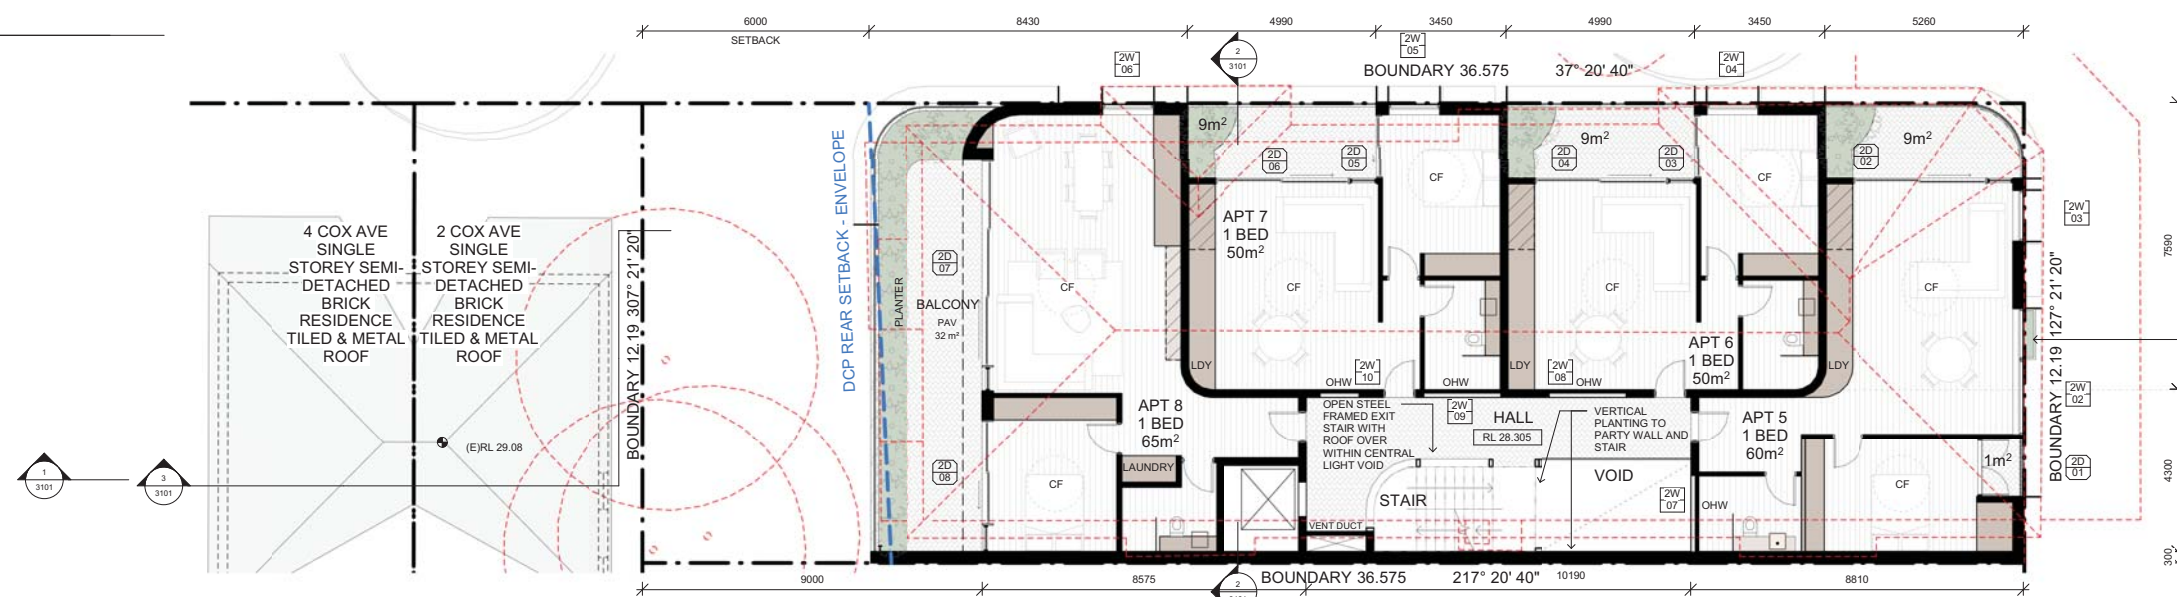 6000
8430
4990
3450
4990
3450
5260
SETBACK
2W
06
2
3101
2W
05
2W
04
BOUNDARY 36.575
37° 20' 40"
DCP REAR SETBACK - ENVELOPE
9m²
9m²
9m²
2D
06
2D
05
2D
04
2D
03
2D
02
CF
CF
2W
03
4 COX AVE
SINGLE
STOREY SEMI-
DETACHED
BRICK
RESIDENCE
TILED & METAL
ROOF
2 COX AVE
SINGLE
STOREY SEMI-
DETACHED
BRICK
RESIDENCE
TILED & METAL
ROOF
BOUNDARY 12.19 307° 21' 20"
APT 7
1 BED
50m²
7590
2D
07
PLANTER
BALCONY
PAV
32 m²
CF
CF
CF
CF
BOUNDARY 12.19 127° 21' 20"
APT 6
1 BED
50m²
LDY
LDY
LDY
OHW
2W
10
OHW
2W
08
OHW
2W
02
APT 8
1 BED
65m²
OPEN STEEL
FRAMED EXIT
STAIR WITH
ROOF OVER
WITHIN CENTRAL
LIGHT VOID
2W
09
HALL
RL 28.305
VERTICAL
PLANTING TO
PARTY WALL AND
STAIR
APT 5
1 BED
60m²
(E)RL 29.08
LAUNDRY
2D
08
CF
STAIR
VOID
2W
07
OHW
CF
1m²
2D
01
4300
1
3101
3
3101
VENT DUCT
300
9000
8575
BOUNDARY 36.575
217° 20' 40"
10190
8810
2